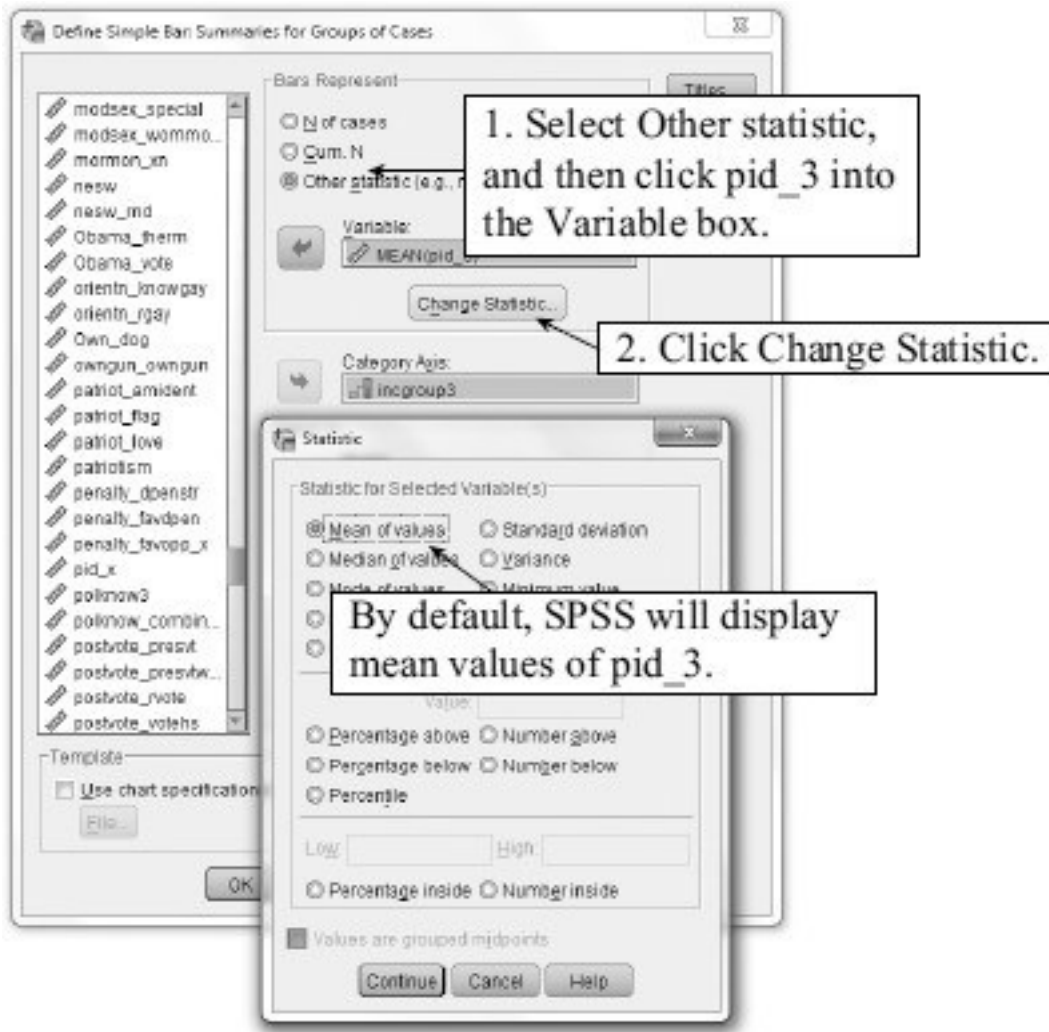 Define Simple Bar: Summaries for Groups of Cases
modsex_special
modsex_wommo...
mormon_xn
nesw
nesw_md
Obama_therm
Obama_vote
orientn_knowgay
orientn_rgay
Own_dog
owngun_owngun
patriot_amident
patriot_flag
patriot_love
patriotism
penalty_dpenstr
penalty_favdpen
penalty_favopp_x
pid_x
polknow3
polknow_combin...
postvote_presvt
postvote_presvtw...
postvote_rvote
postvote_votehs
Bars Represent
N of cases
Cum. N
Other statistic (e.g.,
Variable:
MEAN(pid_3)
Change Statistic...
Titles...
1. Select Other statistic,
and then click pid_3 into
the Variable box.
2. Click Change Statistic.
Category Axis:
incgroup3
Template
Use chart specification
File...
OK
Statistic
Statistic for Selected Variable(s)
Mean of values Standard deviation
Median of values Variance
Mode of values Minimum value
By default, SPSS will display
mean values of pid_3.
Value:
Percentage above Number above
Percentage below Number below
Percentile
Low: High:
Percentage inside Number inside
Values are grouped midpoints
Continue Cancel Help